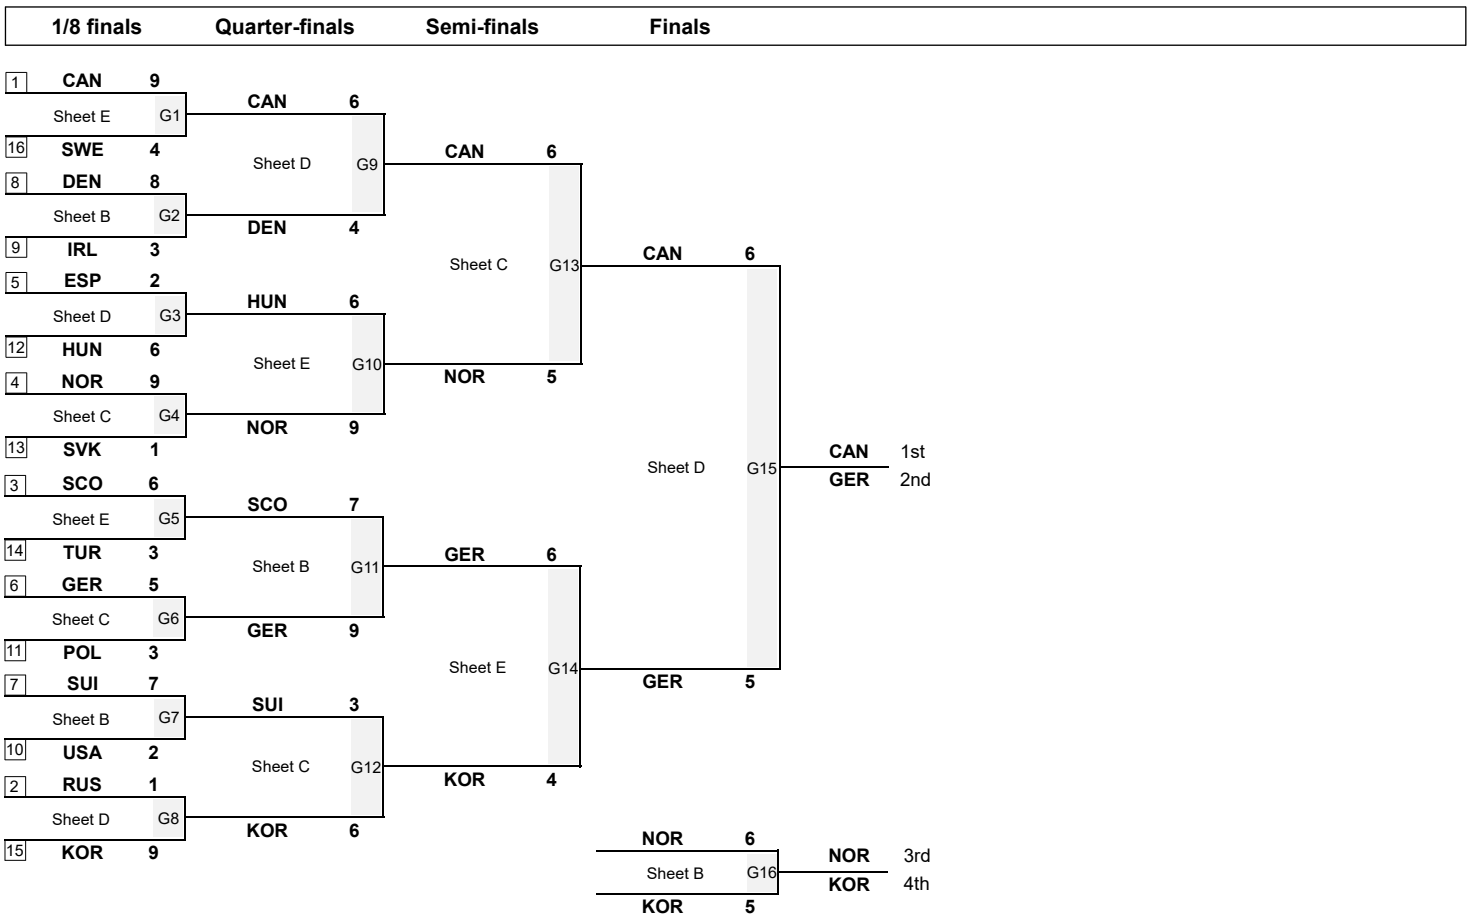 1/8 finals Quarter-finals Semi-finals Finals
1 CAN 9
Sheet E G1
16 SWE 4
8 DEN 8
Sheet B G2
9 IRL 3
5 ESP 2
Sheet D G3
12 HUN 6
4 NOR 9
Sheet C G4
13 SVK 1
3 SCO 6
Sheet E G5
14 TUR 3
6 GER 5
Sheet C G6
11 POL 3
7 SUI 7
Sheet B G7
10 USA 2
2 RUS 1
Sheet D G8
15 KOR 9
CAN 6
Sheet D G9
DEN 4
HUN 6
Sheet E G10
NOR 9
SCO 7
Sheet B G11
GER 9
SUI 3
Sheet C G12
KOR 6
CAN 6
Sheet C G13
NOR 5
GER 6
Sheet E G14
KOR 4
CAN 6
Sheet D G15
GER 5
CAN 1st
GER 2nd
NOR 6
Sheet B G16
KOR 5
NOR 3rd
KOR 4th